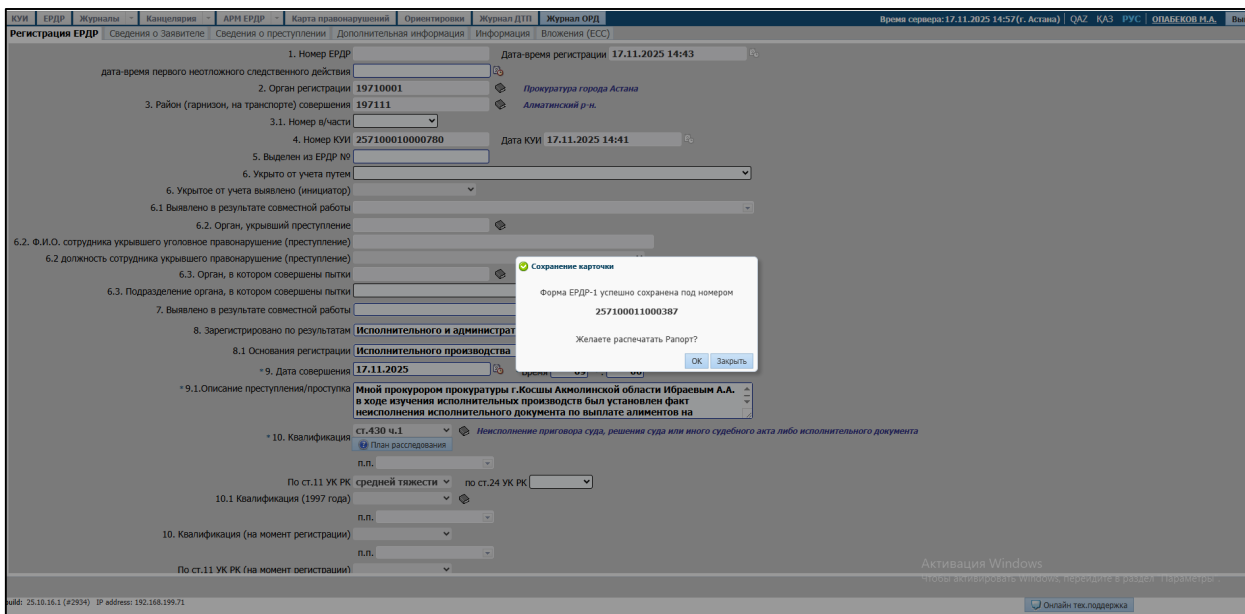 КУИ ЕРДР Журналы Канцелярия АРМ ЕРДР Карта правонарушений Ориентировки Журнал ДТП Журнал ОРД Время сервера:17.11.2025 14:57(г. Астана) QAZ ҚАЗ РУС ОПАБЕКОВ М.А.
Регистрация ЕРДР Сведения о Заявителе Сведения о преступлении Дополнительная информация Информация Вложения (ЕСС)
1. Номер ЕРДР Дата-время регистрации 17.11.2025 14:43
дата-время первого неотложного следственного действия
2. Орган регистрации 19710001 Прокуратура города Астана
3. Район (гарнизон, на транспорте) совершения 197111 Алматинский р-н.
3.1. Номер в/части
4. Номер КУИ 257100010000780 Дата КУИ 17.11.2025 14:41
5. Выделен из ЕРДР №
6. Укрыто от учета путем
6. Укрытое от учета выявлено (инициатор)
6.1 Выявлено в результате совместной работы
6.2. Орган, укрывший преступление
6.2. Ф.И.О. сотрудника укрывшего уголовное правонарушение (преступление)
6.2 должность сотрудника укрывшего правонарушение (преступление)
6.3. Орган, в котором совершены пытки
6.3. Подразделение органа, в котором совершены пытки
7. Выявлено в результате совместной работы
8. Зарегистрировано по результатам Исполнительного и администрат
8.1 Основания регистрации Исполнительного производства
* 9. Дата совершения 17.11.2025 время
* 9.1.Описание преступления/проступка Мной прокурором прокуратуры г.Косшы Акмолинской области Ибраевым А.А.
в ходе изучения исполнительных производств был установлен факт
неисполнения исполнительного документа по выплате алиментов на
* 10. Квалификация ст.430 ч.1 Неисполнение приговора суда, решения суда или иного судебного акта либо исполнительного документа
План расследования
п.п.
По ст.11 УК РК средней тяжести по ст.24 УК РК
10.1 Квалификация (1997 года)
п.п.
10. Квалификация (на момент регистрации)
п.п.
По ст.11 УК РК (на момент регистрации)
Сохранение карточки
Форма ЕРДР-1 успешно сохранена под номером
257100011000387
Желаете распечатать Рапорт?
ОК Закрыть
Активация Windows
Чтобы активировать Windows, перейдите в раздел "Параметры".
build: 25.10.16.1 (#2934) IP address: 192.168.199.71 Онлайн тех.поддержка